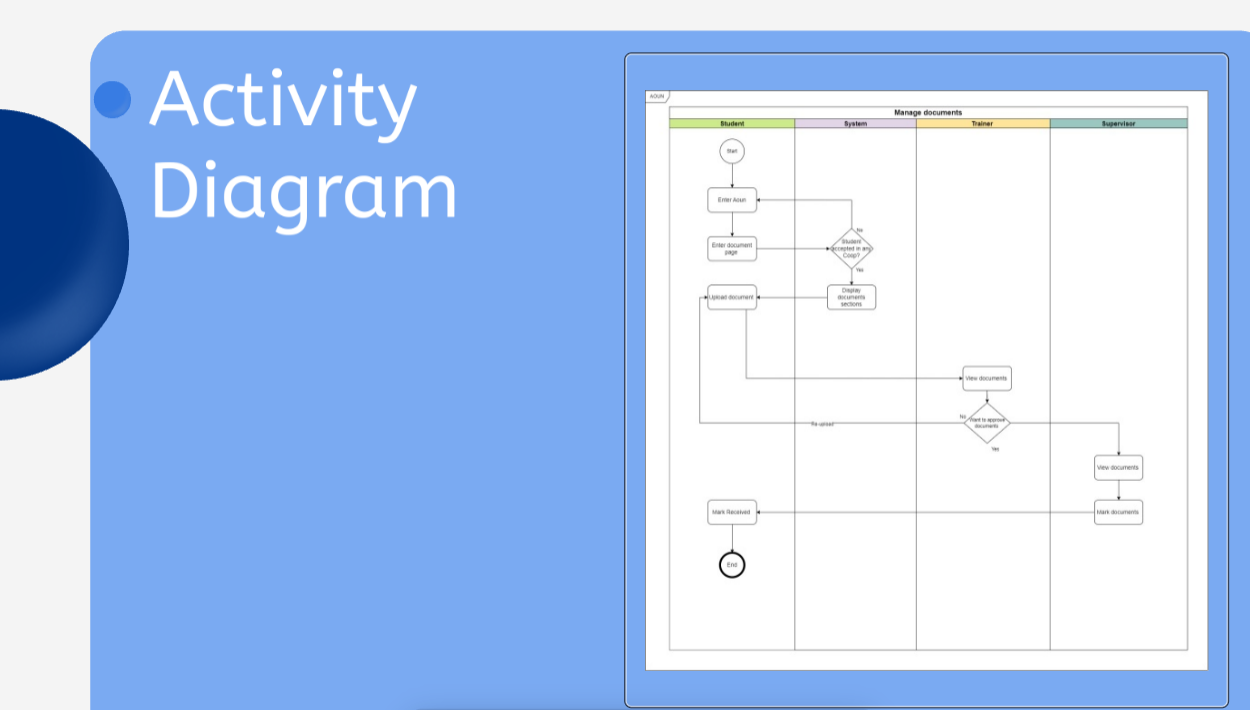 Activity
Diagram
AOUN
Manage documents
Student
System
Trainer
Supervisor
Start
Enter Aoun
No
Enter document
page
Student
accepted in any
Coop?
Yes
Upload document
Display
documents
sections
View documents
No
Want to approve
documents
Re-upload
Yes
View documents
Mark Received
Mark documents
End